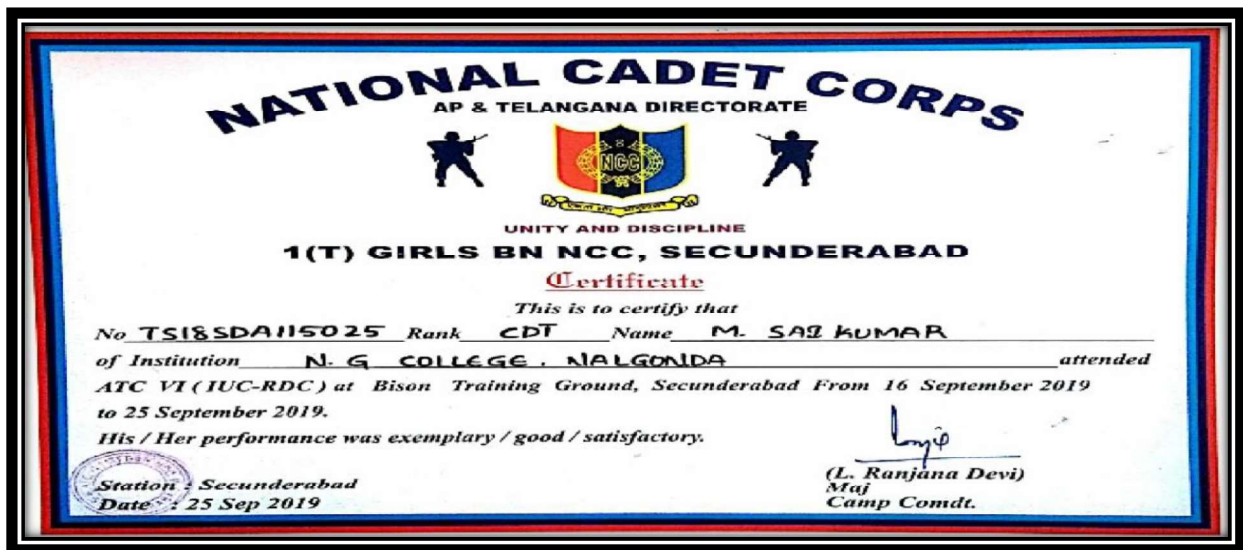 NATIONAL CADET CORPS
AP & TELANGANA DIRECTORATE
NCC
UNITY AND DISCIPLINE
1(T) GIRLS BN NCC, SECUNDERABAD
Certificate
This is to certify that
No TS18SDA115025 Rank CDT Name M. SAI KUMAR
of Institution N. G COLLEGE. NALGONDA attended
ATC VI (IUC-RDC) at Bison Training Ground, Secunderabad From 16 September 2019
to 25 September 2019.
His / Her performance was exemplary / good / satisfactory.
(L. Ranjana Devi)
Station : Secunderabad Maj
Date : 25 Sep 2019 Camp Comdt.